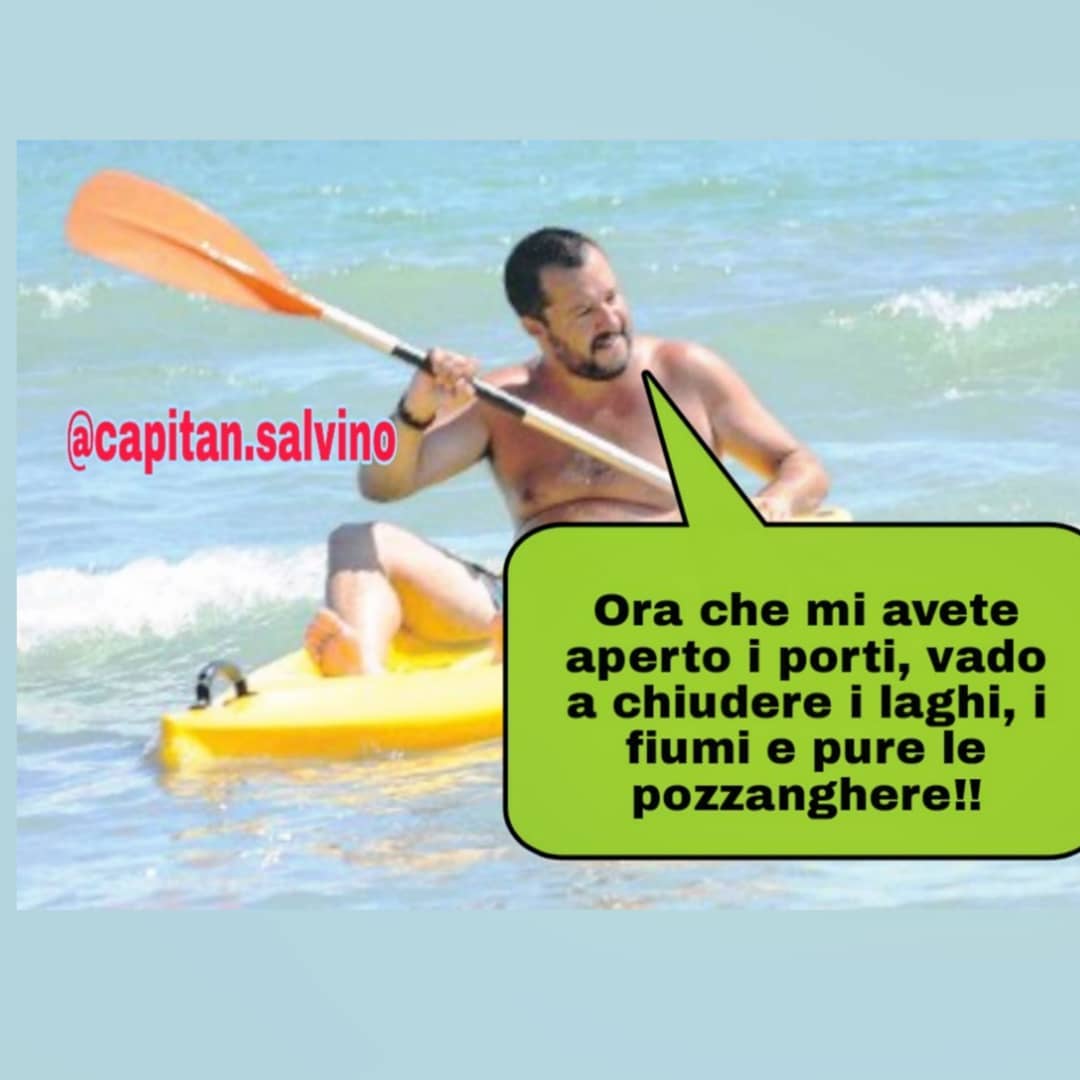 @capitan.salvino
Ora che mi avete
aperto i porti, vado
a chiudere i laghi, i
fiumi e pure le
pozzanghere!!